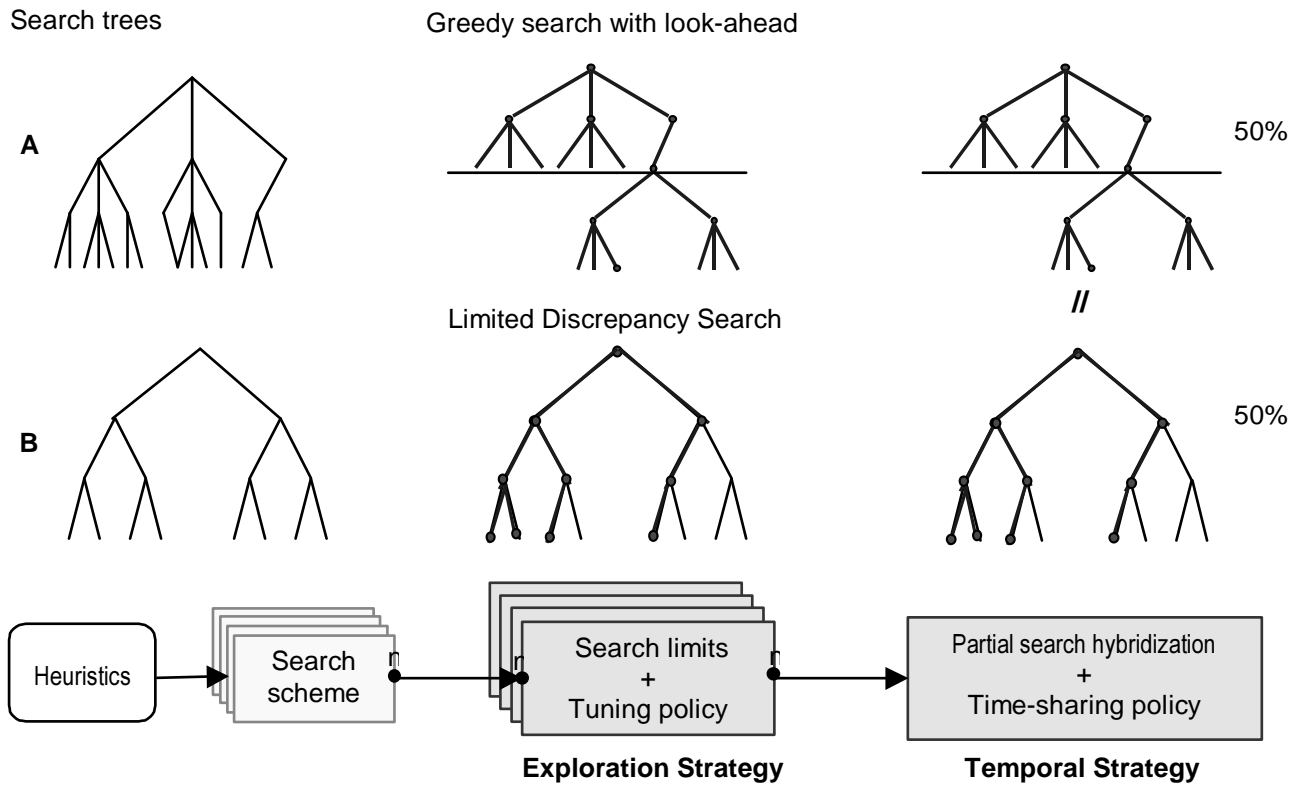 Search trees
Greedy search with look-ahead
A
50%
//
Limited Discrepancy Search
B
50%
Heuristics
Search
scheme
n
n
Search limits
+
Tuning policy
n
Partial search hybridization
+
Time-sharing policy
Exploration Strategy
Temporal Strategy